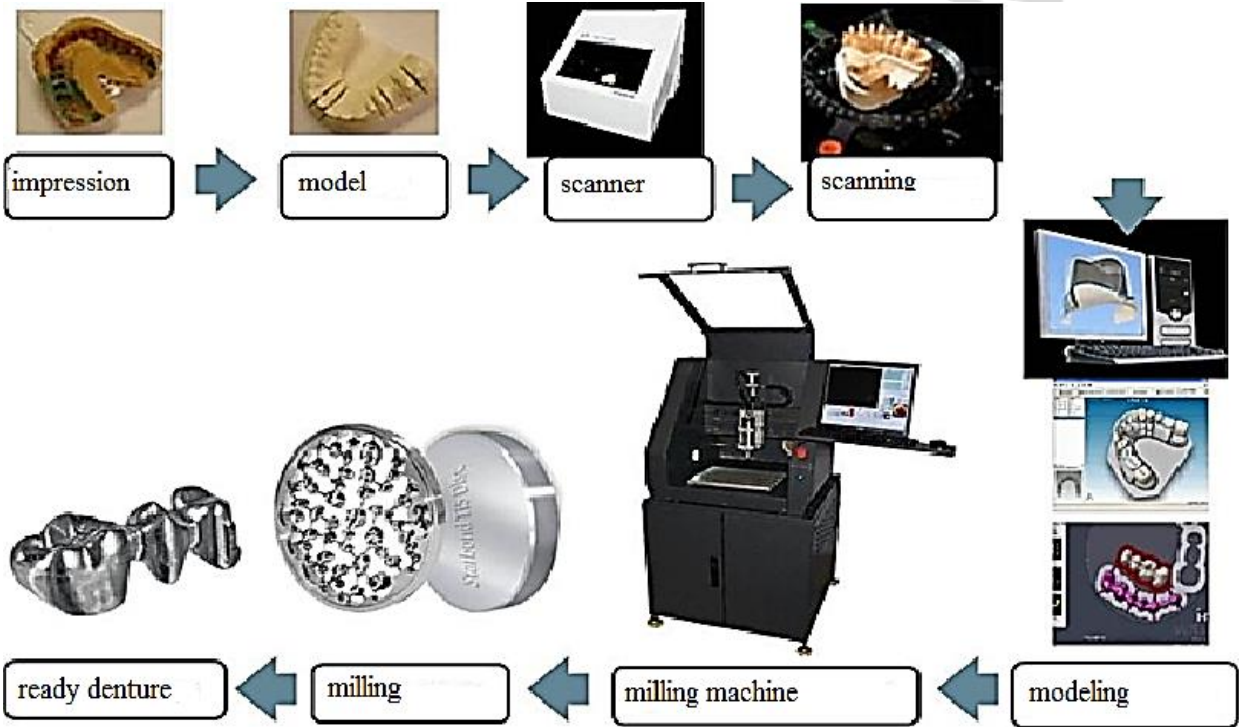 impression
model
scanner
scanning
modeling
milling machine
milling
ready denture